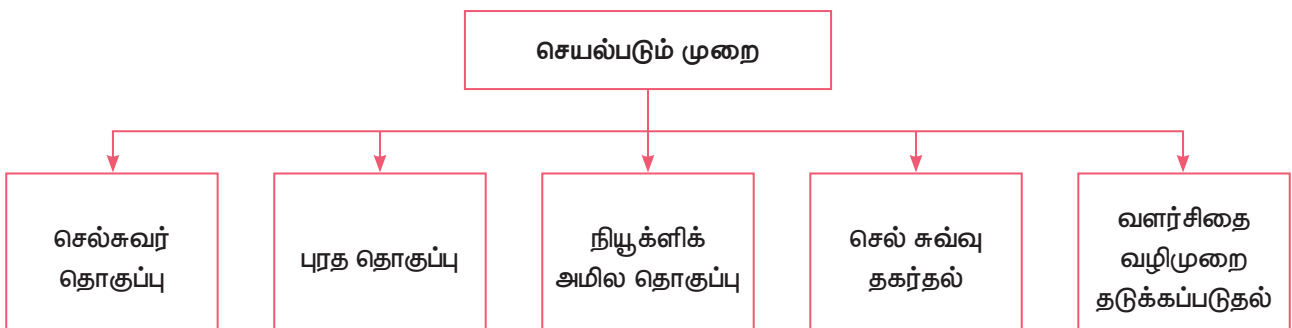 செயல்படும் முறை
செல்சுவர்
தொகுப்பு
புரத தொகுப்பு
நியூக்ளிக்
அமில தொகுப்பு
செல் சுவ்வு
தகர்தல்
வளர்சிதை
வழிமுறை
தடுக்கப்படுதல்